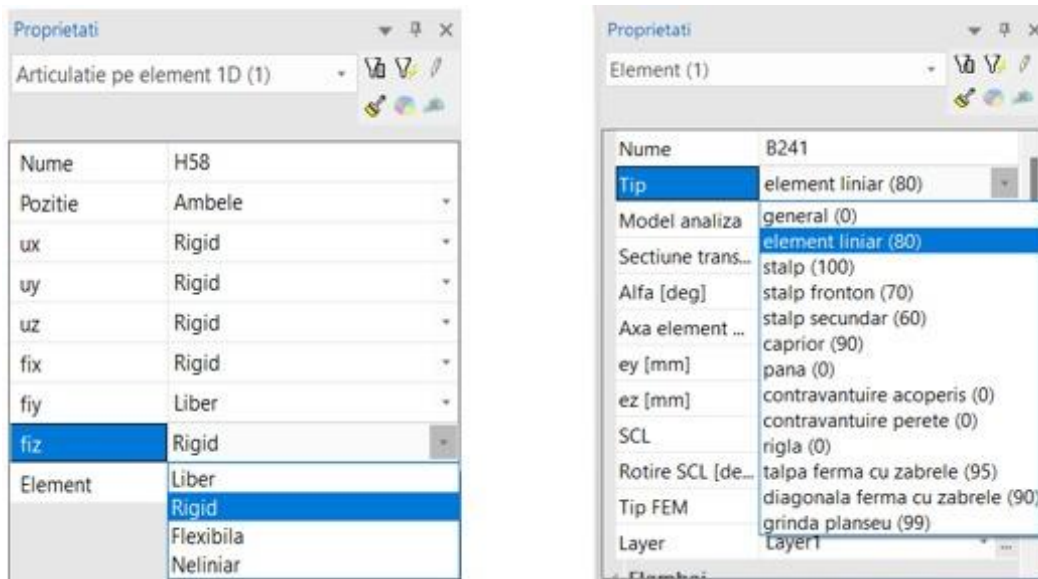 Proprietati
Articulatie pe element 1D (1)
Nume H58
Pozitie Ambele
ux Rigid
uy Rigid
uz Rigid
fix Rigid
fiy Liber
fiz Rigid
Element
Liber
Rigid
Flexibila
Neliniar
Proprietati
Element (1)
Nume B241
Tip element liniar (80)
Model analiza
Sectiune trans...
Alfa [deg]
Axa element ...
ey [mm]
ez [mm]
SCL
Rotire SCL [de...
Tip FEM
Layer Layer1 ...
general (0)
element liniar (80)
stalp (100)
stalp fronton (70)
stalp secundar (60)
caprior (90)
pana (0)
contravantuire acoperis (0)
contravantuire perete (0)
rigla (0)
talpa ferma cu zabrele (95)
diagonala ferma cu zabrele (90)
grinda planseu (99)